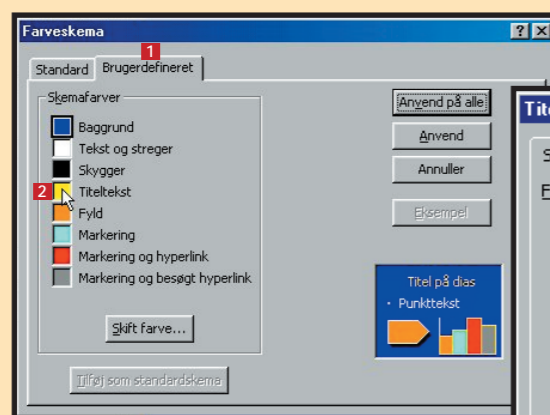 Farveskema
1
Standard Brugerdefineret
Skemafarver
Baggrund
Tekst og streger
Skygger
2 Titeltekst
Fyld
Markering
Markering og hyperlink
Markering og besøgt hyperlink
Skift farve...
Tilføj som standardskema
Anvend på alle
Anvend
Annuller
Eksempel
Titel på dias
• Punkttekst